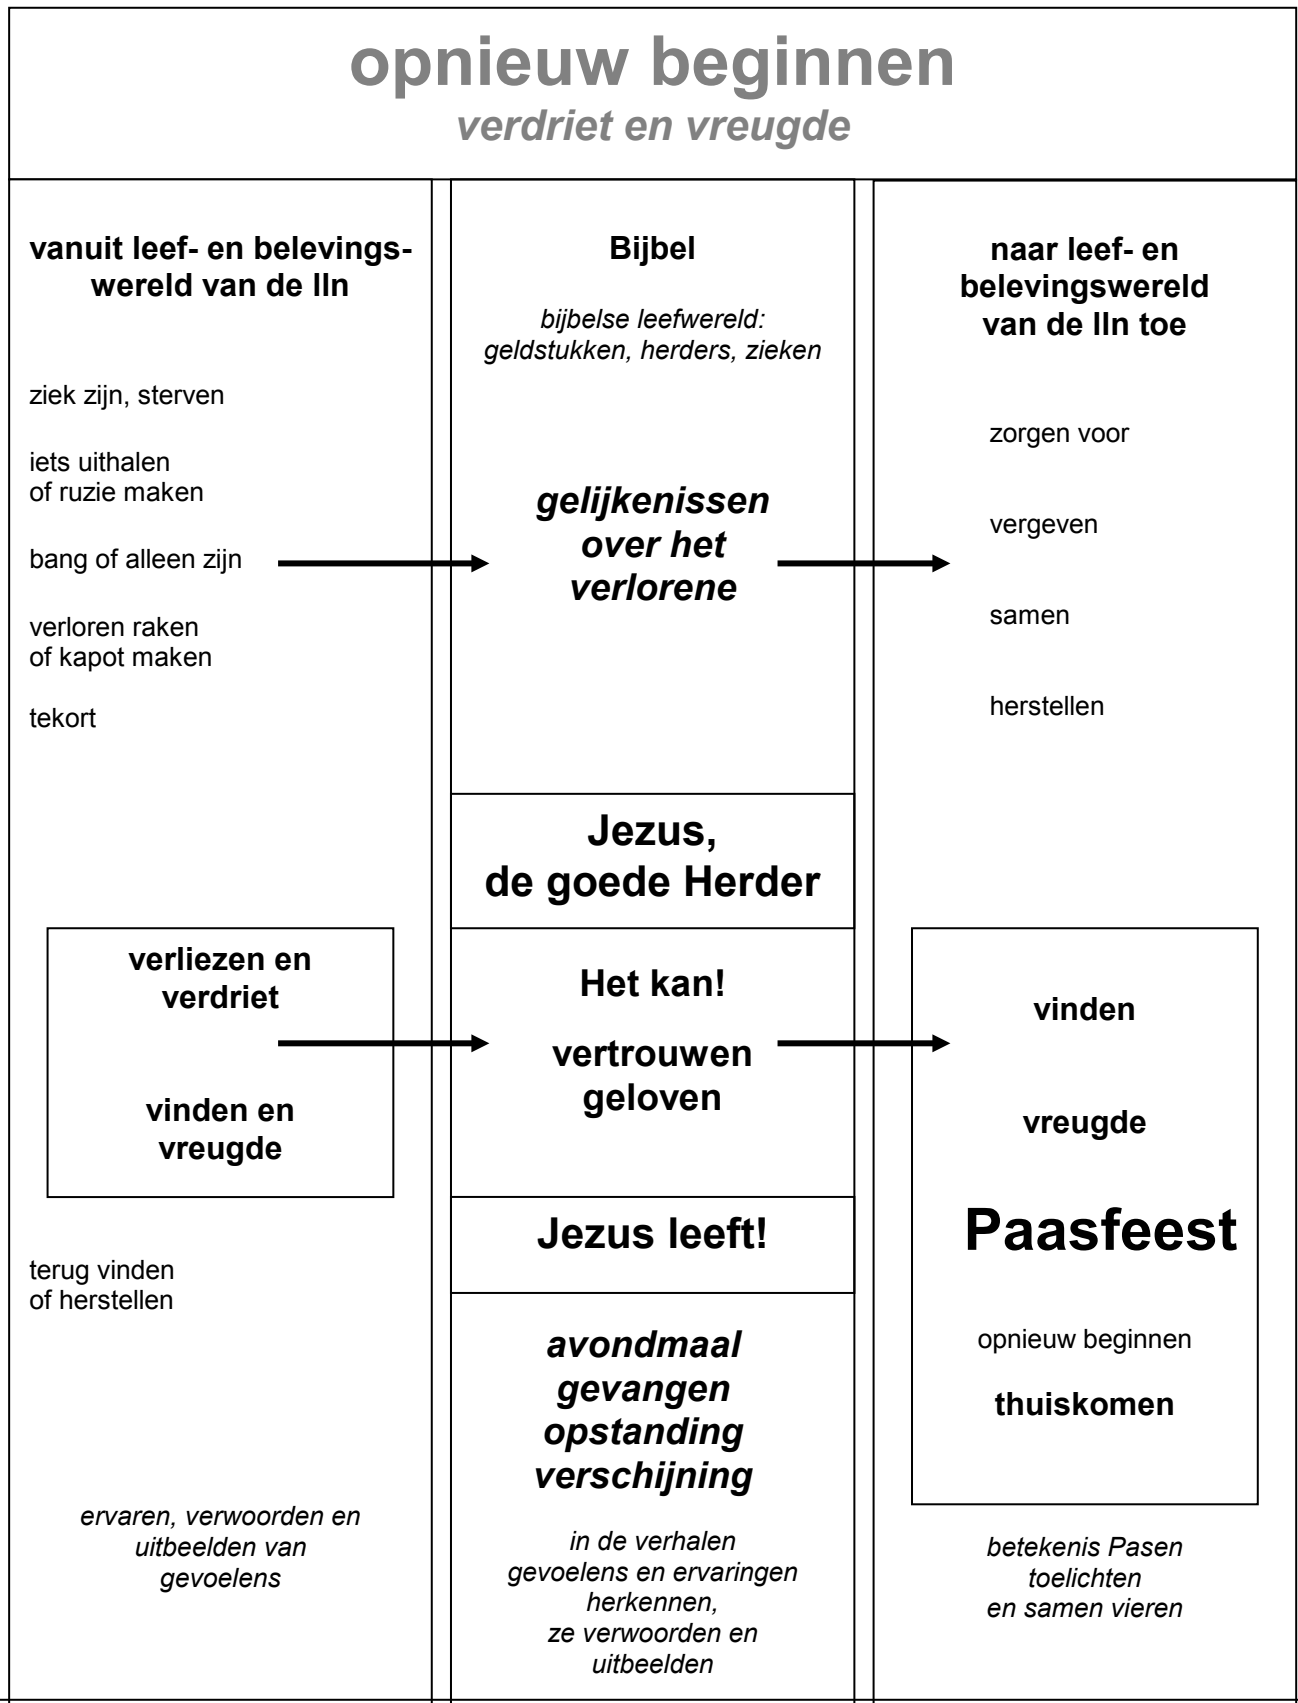 opnieuw beginnen
verdriet en vreugde
vanuit leef- en belevings-
wereld van de lln
ziek zijn, sterven
iets uithalen
of ruzie maken
bang of alleen zijn
verloren raken
of kapot maken
tekort
verliezen en
verdriet
vinden en
vreugde
terug vinden
of herstellen
ervaren, verwoorden en
uitbeelden van
gevoelens
Bijbel
bijbelse leefwereld:
geldstukken, herders, zieken
gelijkenissen
over het
verlorene
Jezus,
de goede Herder
Het kan!
vertrouwen
geloven
Jezus leeft!
avondmaal
gevangen
opstanding
verschijning
in de verhalen
gevoelens en ervaringen
herkennen,
ze verwoorden en
uitbeelden
naar leef- en
belevingswereld
van de lln toe
zorgen voor
vergeven
samen
herstellen
vinden
vreugde
Paasfeest
opnieuw beginnen
thuiskomen
betekenis Pasen
toelichten
en samen vieren